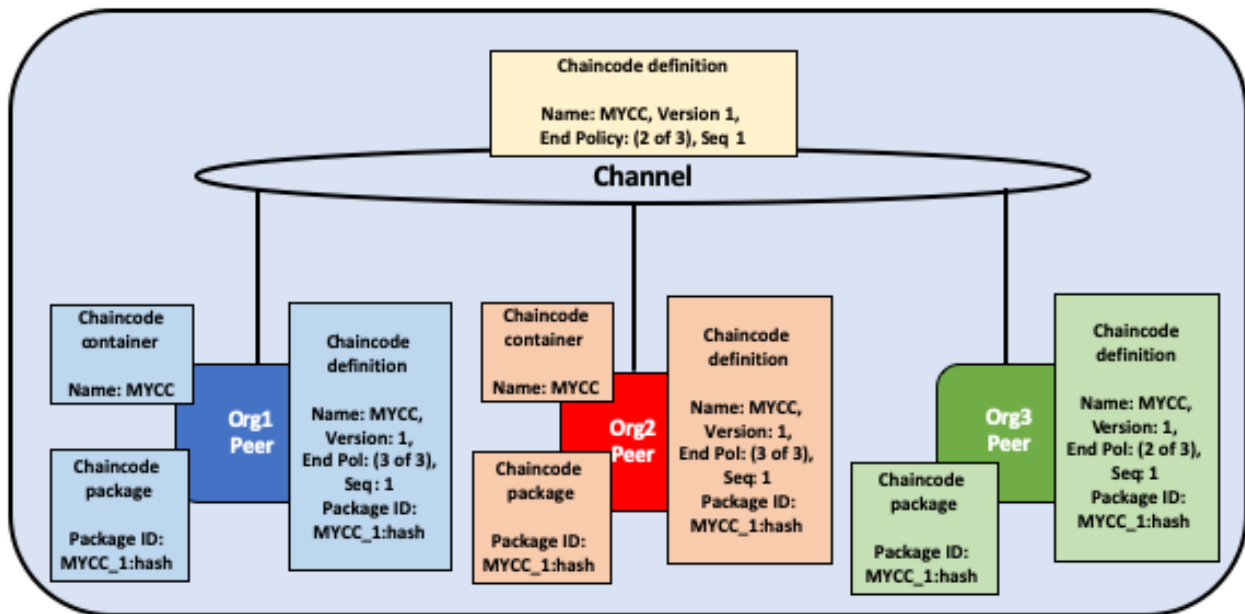 Chaincode definition
Name: MYCC, Version 1,
End Policy: (2 of 3), Seq 1
Channel
Chaincode
container
Name: MYCC
Org1
Peer
Chaincode
package
Package ID:
MYCC_1:hash
Chaincode
definition
Name: MYCC,
Version: 1,
End Pol: (3 of 3),
Seq : 1
Package ID:
MYCC_1:hash
Chaincode
container
Name: MYCC
Org2
Peer
Chaincode
package
Package ID:
MYCC_1:hash
Chaincode
definition
Name: MYCC,
Version: 1,
End Pol: (3 of 3),
Seq: 1
Package ID:
MYCC_1:hash
Org3
Peer
Chaincode
package
Package ID:
MYCC_1:hash
Chaincode
definition
Name: MYCC,
Version: 1,
End Pol: (2 of 3),
Seq: 1
Package ID:
MYCC_1:hash